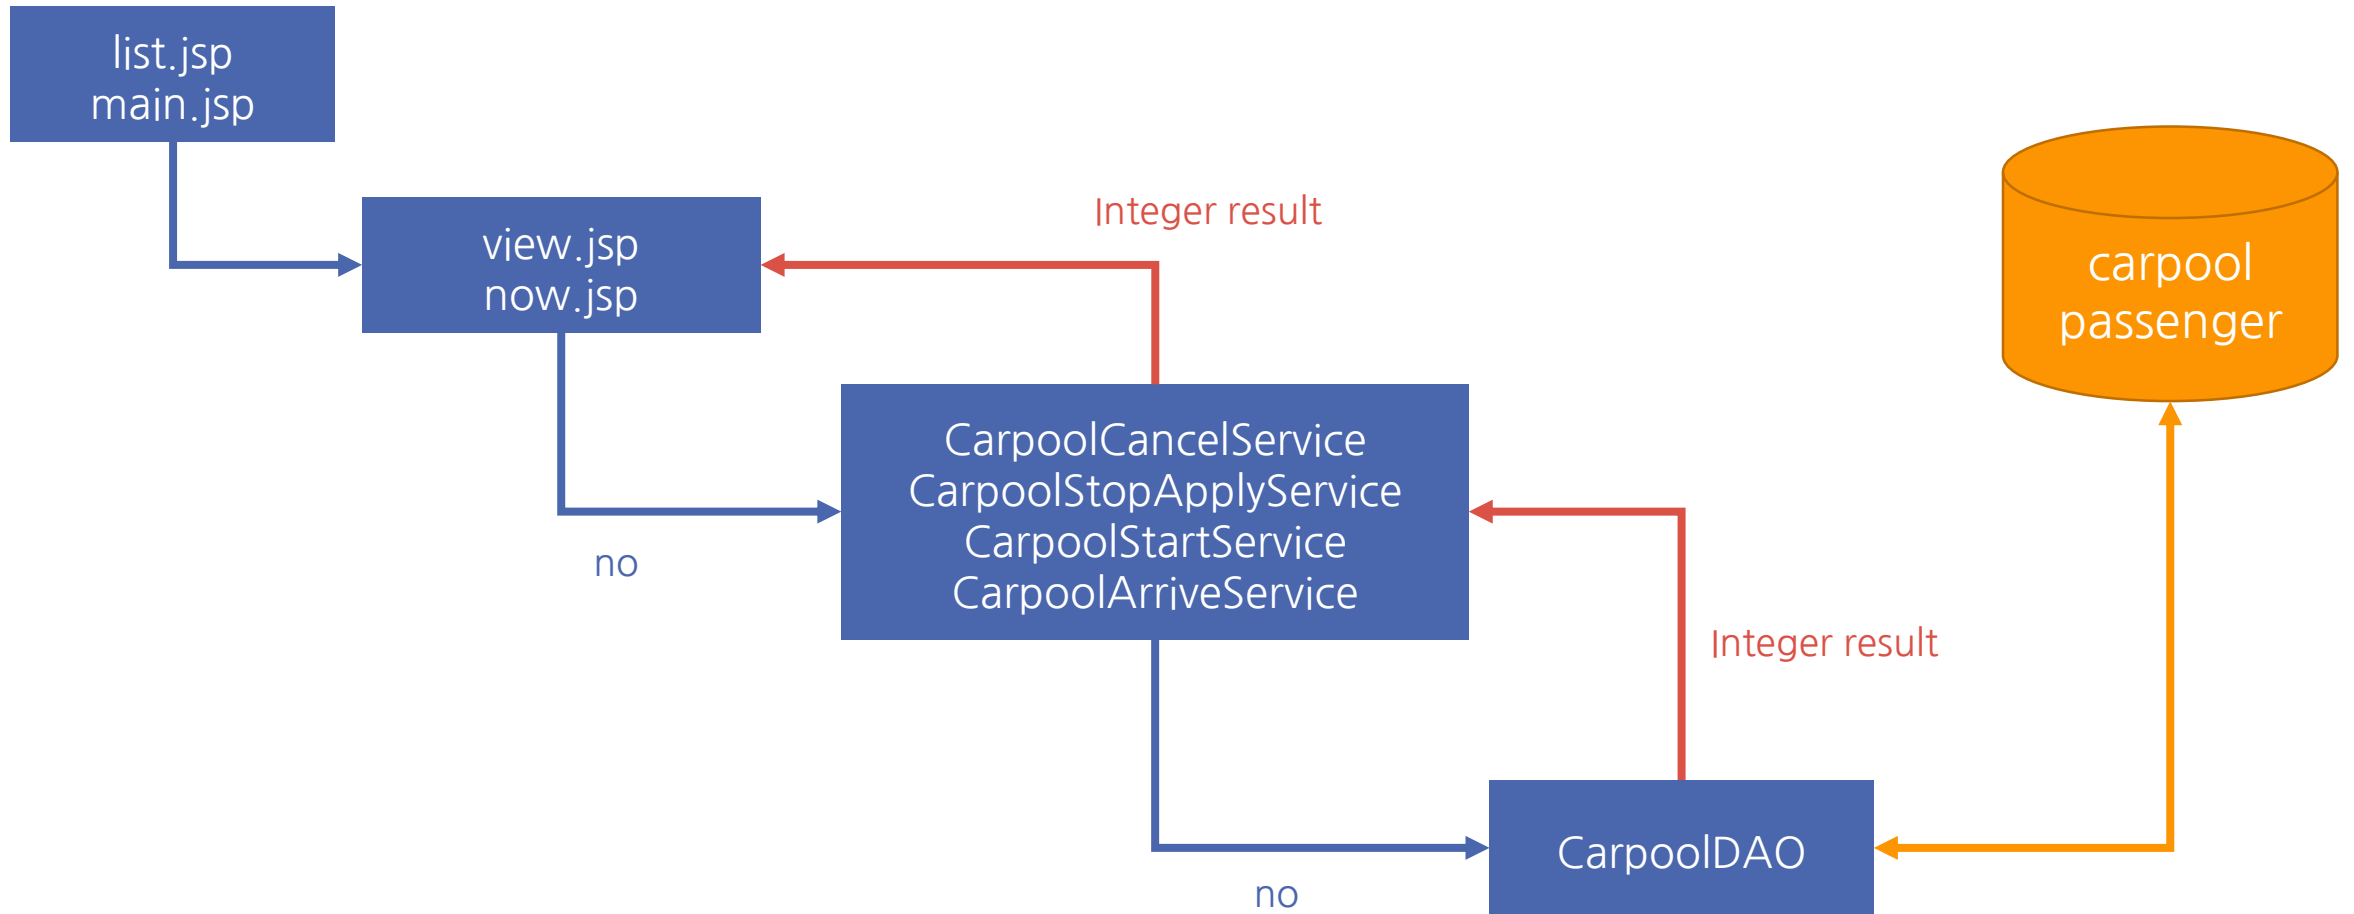 list.jsp
main.jsp
view.jsp
now.jsp
Integer result
carpool
passenger
CarpoolCancelService
CarpoolStopApplyService
CarpoolStartService
CarpoolArriveService
no
Integer result
CarpoolDAO
no